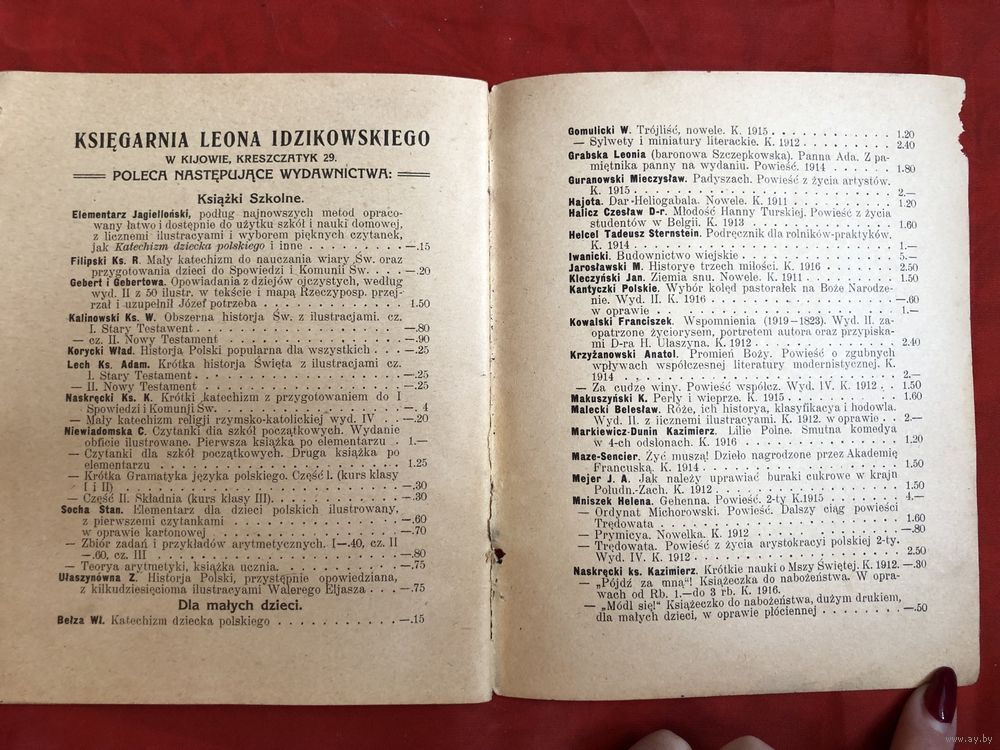 KSIĘGARNIA LEONA IDZIKOWSKIEGO
W KIJOWIE, KRESZCZATYK 29.
POLECA NASTĘPUJĄCE WYDAWNICTWA:
Książki Szkolne.
Elementarz Jagielloński, podług najnowszych metod opraco-
wany łatwo i dostępnie do użytku szkół i nauki domowej,
z licznemi ilustracyami i wyborem pięknych czytanek,
jak Katechizm dziecka polskiego i inne . . . . . . . . —.15
Filipski Ks. R. Mały katechizm do nauczania wiary Św. oraz
przygotowania dzieci do Spowiedzi i Komunii Św. . . . —.20
Gebert i Gebertowa. Opowiadania z dziejów ojczystych, według
wyd. II z 50 ilustr. w tekście i mapą Rzeczyposp. przej-
rzał i uzupełnił Józef potrzeba . . . . . . . . . . . 1.50
Kalinowski Ks. W. Obszerna historja Św. z ilustracjami. cz.
I. Stary Testawent . . . . . . . . . . . . . . . . —.80
— cz. II. Nowy Testament . . . . . . . . . . . . . . —.90
Korycki Wład. Historja Polski popularna dla wszystkich . . . —.25
Lech Ks. Adam. Krótka historja Święta z ilustracjami cz.
I. Stary Testament . . . . . . . . . . . . . . . . —.25
— II. Nowy Testament . . . . . . . . . . . . . . . . —.25
Naskręcki Ks. K. Krótki katechizm z przygotowaniem do I
Spowiedzi i Komunji Św. . . . . . . . . . . . . . . —. 4
— Mały katechizm religji rzymsko-katolickiej wyd. IV . . . —.20
Niewiadomska C. Czytanki dla szkół początkowych. Wydanie
obficie ilustrowane. Pierwsza książka po elementarzu . . 1.—
— Czytanki dla szkół początkowych. Druga książka po
elementarzu . . . . . . . . . . . . . . . . . . . 1.25
— Krótka Gramatyka języka polskiego. Część I. (kurs klasy
I i II) . . . . . . . . . . . . . . . . . . . . . —.30
— Część II. Składnia (kurs klasy III) . . . . . . . . . —.30
Socha Stan. Elementarz dla dzieci polskich ilustrowany,
z pierwszemi czytankami . . . . . . . . . . . . . —.60
w oprawie kartonowej . . . . . . . . . . . . . . —.70
— Zbiór zadań i przykładów arytmetycznych. I—.40, cz. II
—.60, cz. III . . . . . . . . . . . . . . . . . . —.80
— Teorya arytmetyki, książka ucznia. . . . . . . . . . —.75
Ułaszynówna Z. Historja Polski, przystępnie opowiedziana,
z kilkudziesięcioma ilustracyami Walerego Eljasza . . . —.75
Dla małych dzieci.
Bełza Wł. Katechizm dziecka polskiego . . . . . . . . . . —.15
Gomulicki W. Trójliść, nowele. K. 1915 . . . . . . . . . . 1.20
— Sylwety i miniatury literackie. K. 1912 . . . . . . . 2.40
Grabska Leonia (baronowa Szczepkowska). Panna Ada. Z pa-
miętnika panny na wydaniu. Powieść. 1914 . . . . . . 1.80
Guranowski Mieczysław. Padyszach. Powieść z życia artystów.
K. 1915 . . . . . . . . . . . . . . . . . . . . . 2.—
Hajota. Dar-Heliogabala. Nowele. K. 1911 . . . . . . . . . 1.20
Halicz Czesław D-r. Młodość Hanny Turskiej. Powieść z życia
studentów w Belgii. K. 1913 . . . . . . . . . . . . 1.60
Helcel Tadeusz Sternstein. Podręcznik dla rolników-praktyków.
K. 1914 . . . . . . . . . . . . . . . . . . . . . 1.—
Iwanicki. Budownictwo wiejskie . . . . . . . . . . . . . 5.—
Jarosławski M. Historye trzech miłości. K. 1916 . . . . . . 2.50
Kleczyński Jan. Ziemia snu. Nowele. K. 1911 . . . . . . . . 1.50
Kantyczki Polskie. Wybór kolęd pastorałek na Boże Narodze-
nie. Wyd. II. K. 1916 . . . . . . . . . . . . . . —.60
w oprawie . . . . . . . . . . . . . . . . . . . . 1.—
Kowalski Franciszek. Wspomnienia (1919—1823). Wyd. II. za-
opatrzone życiorysem, portretem autora oraz przypiska-
mi D-ra H. Ułaszyna. K. 1912 . . . . . . . . . . . . 2.40
Krzyżanowski Anatol. Promień Boży. Powieść o zgubnych
wpływach współczesnej literatury modernistycznej. K.
1914 . . . . . . . . . . . . . . . . . . . . . . 2.—
— Za cudze winy. Powieść współcz. Wyd. IV. K. 1912 . . 1.50
Makuszyński K. Perły i wieprze. K. 1915 . . . . . . . . . . 1.60
Malecki Belesław. Róże, ich historya, klasyfikacya i hodowla.
Wyd. II. z licznemi ilustracyami. K. 1912. w oprawie . . 2.—
Markiewicz-Dunin Kazimierz. Lilie Polne. Smutna komedya
w 4-ch odsłonach. K. 1916 . . . . . . . . . . . . . 1.20
Maze-Sencier. Żyć muszą! Dzieło nagrodzone przez Akademię
Francuską. K. 1914 . . . . . . . . . . . . . . . . 1.50
Mejer J. A. Jak należy uprawiać buraki cukrowe w kraju
Połudn.-Zach. K. 1912 . . . . . . . . . . . . . . . 1.50
Mniszek Helena. Gehenna. Powieść. 2-ty K.1915 . . . . . . . 4.—
— Ordynat Michorowski. Powieść. Dalszy ciąg powieści
Trędowata . . . . . . . . . . . . . . . . . . . . 1.60
— Prymicya. Nowelka. K. 1912 . . . . . . . . . . . . —.80
— Trędowata. Powieść z życia arystokracyi polskiej 2-ty.
Wyd. IV. K. 1912 . . . . . . . . . . . . . . . . . 2.50
Naskręcki ks. Kazimierz. Krótkie nauki o Mszy Świętej. K. 1912. —.30
— „Pójdź za mną"! Książeczka do nabożeństwa. W opra-
wach od Rb. 1.—do 3 rb. K. 1916.
— „Módl się!" Książeczko do nabożeństwa, dużym drukiem,
dla małych dzieci, w oprawie płóciennej . . . . . . . —.50
www.ay.by